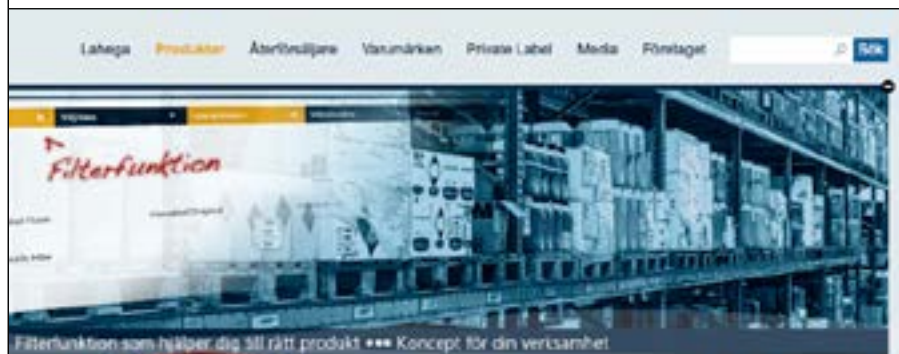 Lahega Produkter Återförsäljare Varumärken Private Label Media Företaget Sök
Filterfunktion
Filterfunktion som hjälper dig till rätt produkt ••• Koncept för din verksamhet